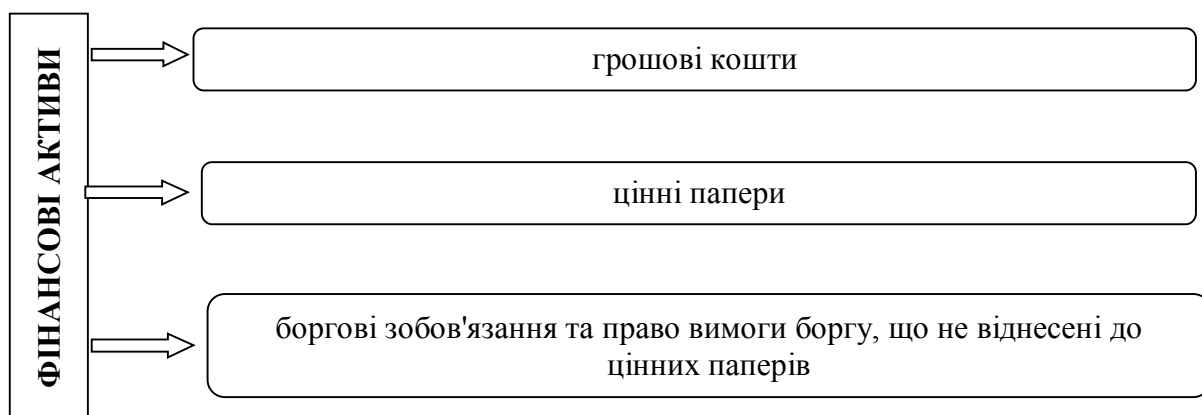 ФІНАНСОВІ АКТИВИ
грошові кошти
цінні папери
боргові зобов'язання та право вимоги боргу, що не віднесені до
цінних паперів